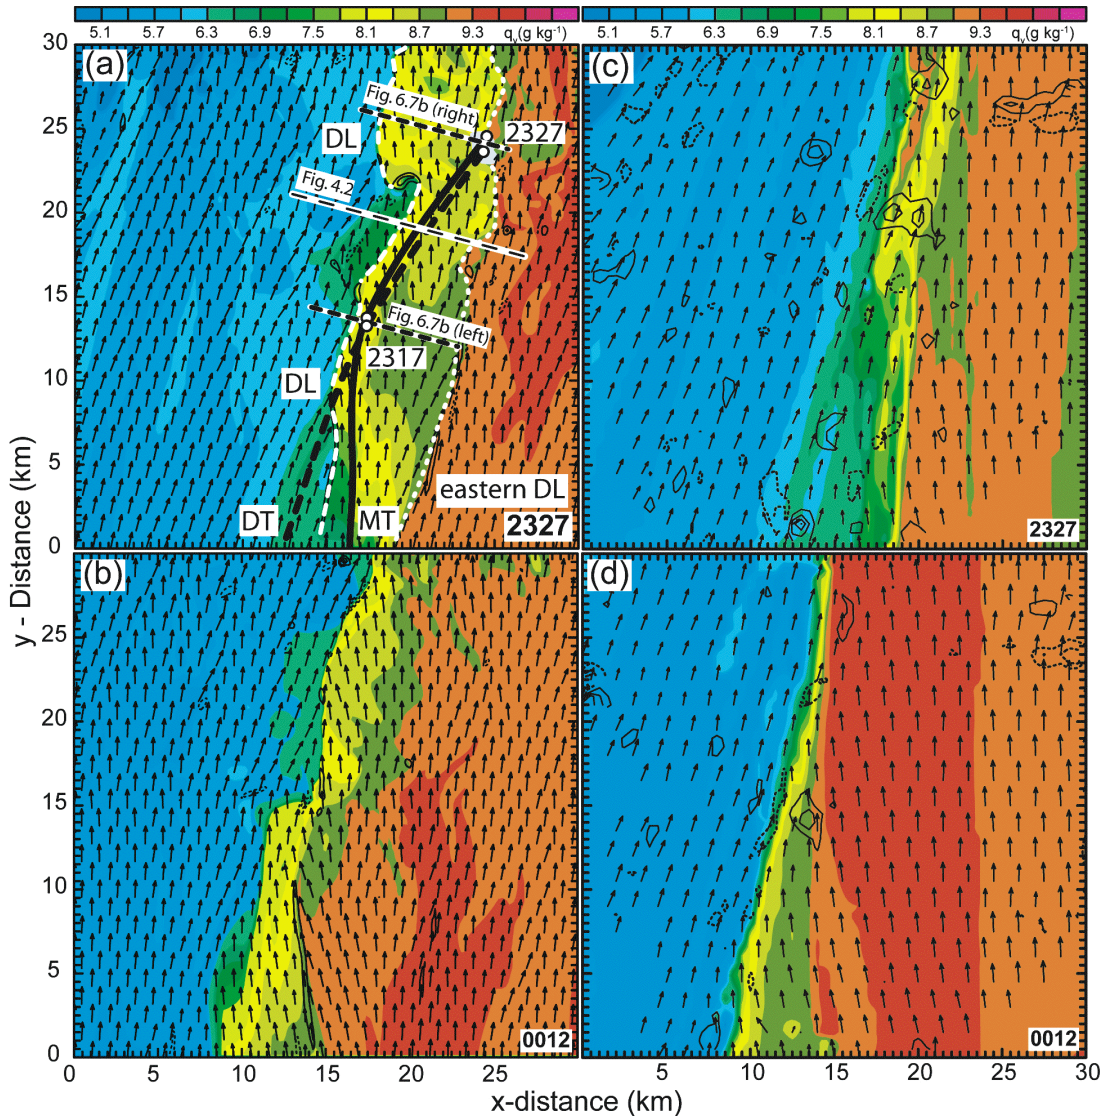 5.1 5.7 6.3 6.9 7.5 8.1 8.7 9.3 qv(g kg-1)
5.1 5.7 6.3 6.9 7.5 8.1 8.7 9.3 qv(g kg-1)
30
(a)
Fig. 6.7b (right)
2327
25
DL
Fig. 4.2
20
15
Fig. 6.7b (left)
2317
DL
10
5
eastern DL
DT
MT
2327
0
(c)
2327
(b)
25
20
15
10
5
0
0012
(d)
0012
0 5 10 15 20 25
5 10 15 20 25 30
y - Distance (km)
x-distance (km)